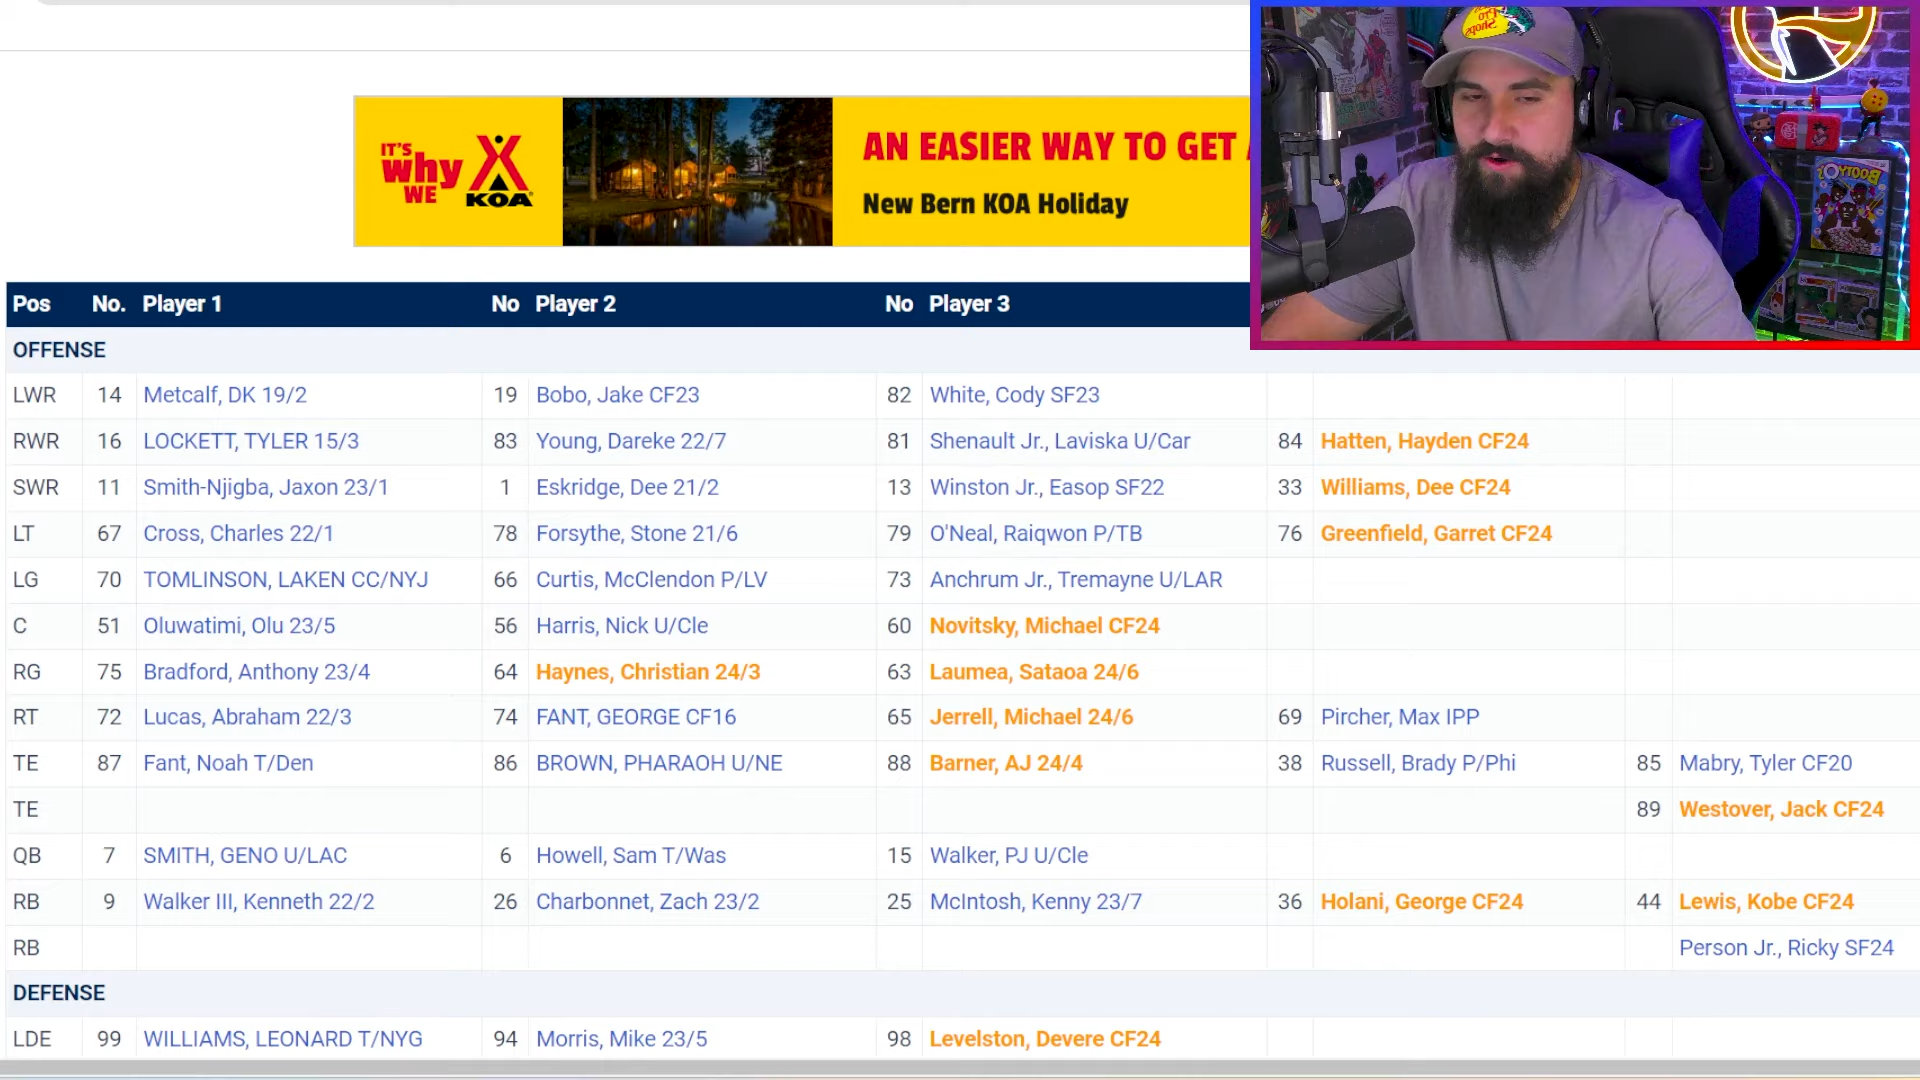 IT'S
why
WE
KOA
AN EASIER WAY TO GET
New Bern KOA Holiday
Pro
Shops
BOOTY
Pos No. Player 1 No Player 2 No Player 3
OFFENSE
LWR 14 Metcalf, DK 19/2 19 Bobo, Jake CF23 82 White, Cody SF23
RWR 16 LOCKETT, TYLER 15/3 83 Young, Dareke 22/7 81 Shenault Jr., Laviska U/Car 84 Hatten, Hayden CF24
SWR 11 Smith-Njigba, Jaxon 23/1 1 Eskridge, Dee 21/2 13 Winston Jr., Easop SF22 33 Williams, Dee CF24
LT 67 Cross, Charles 22/1 78 Forsythe, Stone 21/6 79 O'Neal, Raiqwon P/TB 76 Greenfield, Garret CF24
LG 70 TOMLINSON, LAKEN CC/NYJ 66 Curtis, McClendon P/LV 73 Anchrum Jr., Tremayne U/LAR
C 51 Oluwatimi, Olu 23/5 56 Harris, Nick U/Cle 60 Novitsky, Michael CF24
RG 75 Bradford, Anthony 23/4 64 Haynes, Christian 24/3 63 Laumea, Sataoa 24/6
RT 72 Lucas, Abraham 22/3 74 FANT, GEORGE CF16 65 Jerrell, Michael 24/6 69 Pircher, Max IPP
TE 87 Fant, Noah T/Den 86 BROWN, PHARAOH U/NE 88 Barner, AJ 24/4 38 Russell, Brady P/Phi 85 Mabry, Tyler CF20
TE 89 Westover, Jack CF24
QB 7 SMITH, GENO U/LAC 6 Howell, Sam T/Was 15 Walker, PJ U/Cle
RB 9 Walker III, Kenneth 22/2 26 Charbonnet, Zach 23/2 25 McIntosh, Kenny 23/7 36 Holani, George CF24 44 Lewis, Kobe CF24
RB Person Jr., Ricky SF24
DEFENSE
LDE 99 WILLIAMS, LEONARD T/NYG 94 Morris, Mike 23/5 98 Levelston, Devere CF24